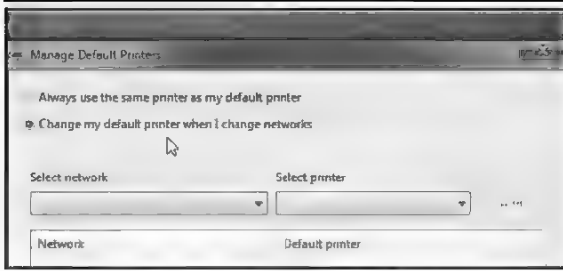 Manage Default Printers
Always use the same printer as my default printer
Change my default printer when I change networks
Select network Select printer
Network Default printer